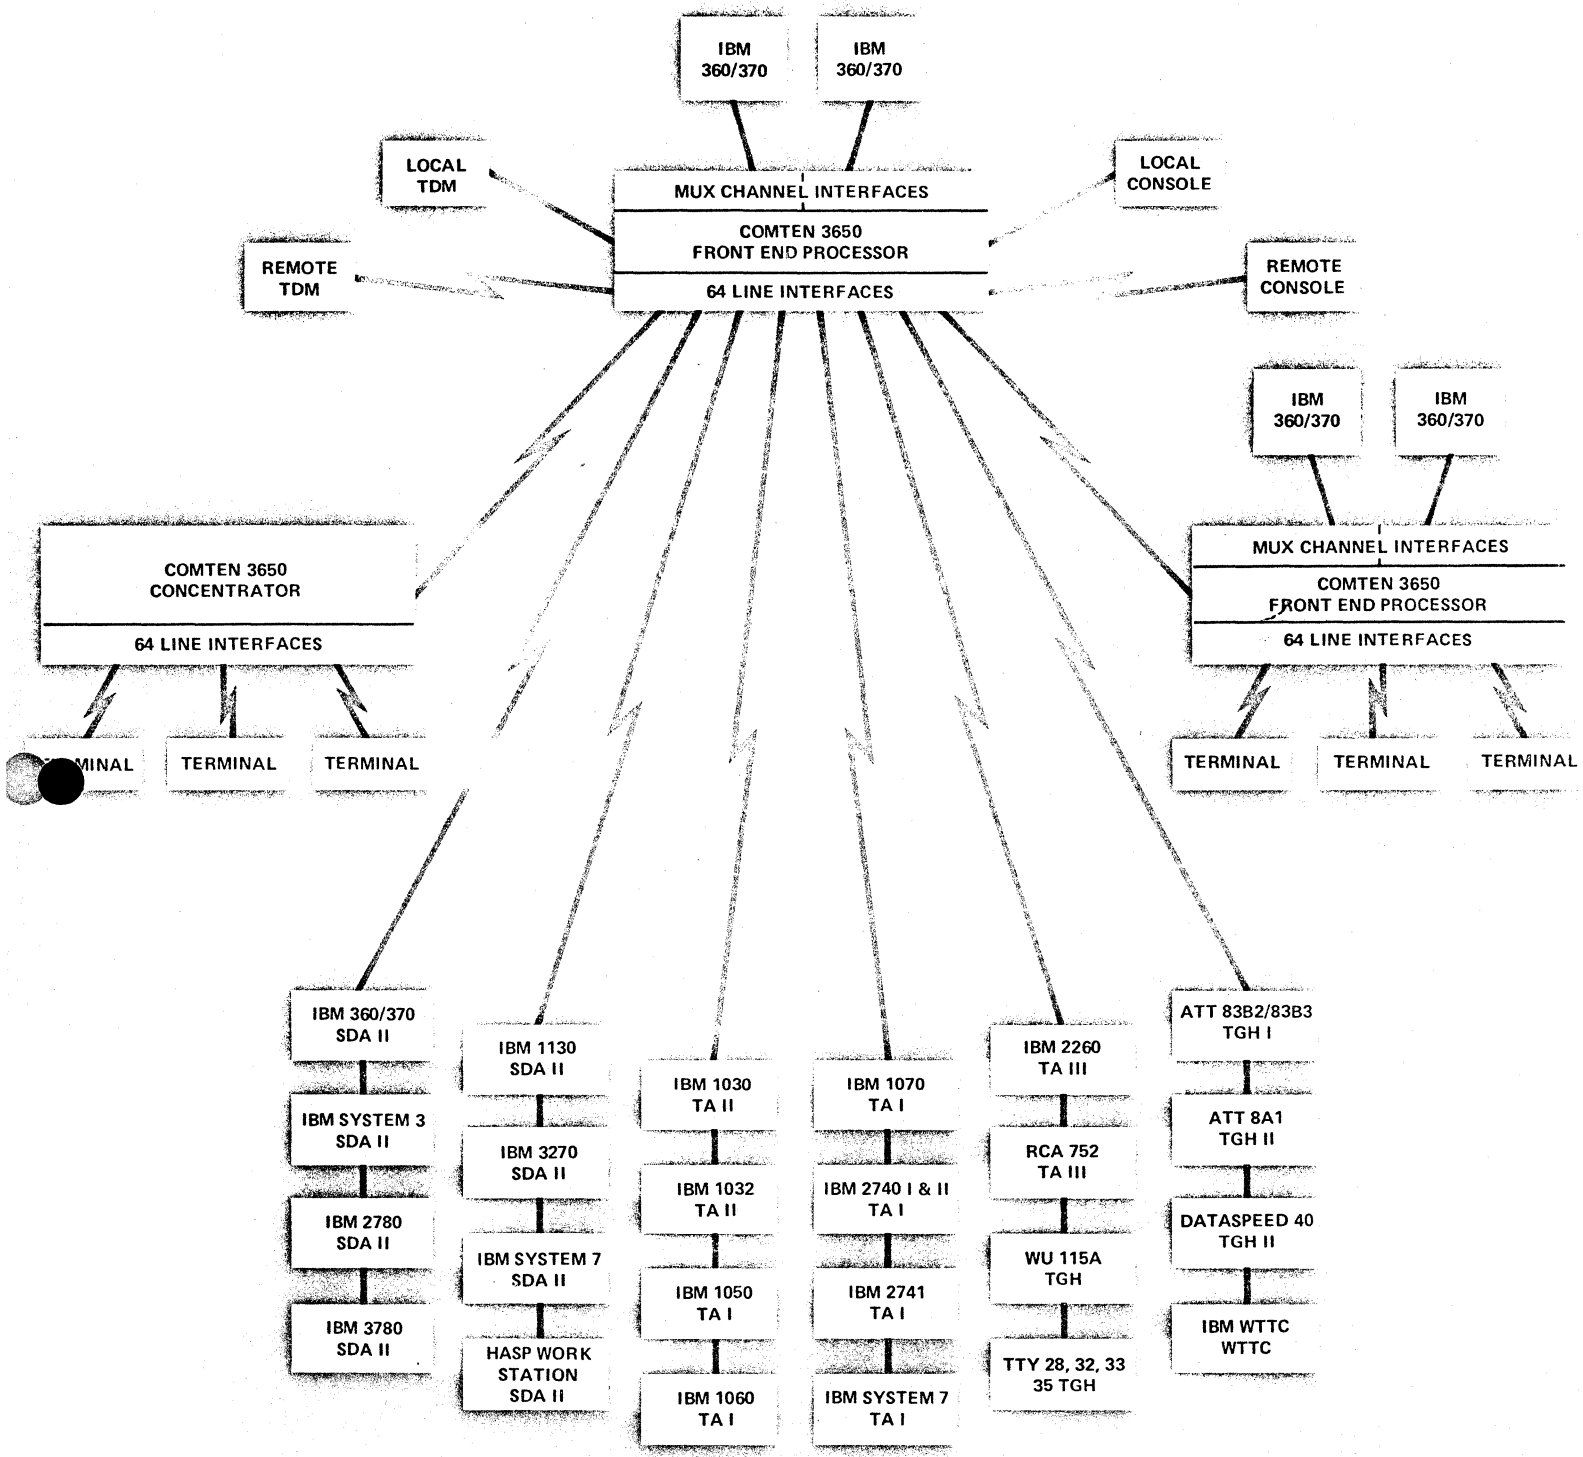 IBM
360/370
IBM
360/370
LOCAL
TDM
LOCAL
CONSOLE
MUX CHANNEL INTERFACES
COMTEN 3650
FRONT END PROCESSOR
64 LINE INTERFACES
REMOTE
TDM
REMOTE
CONSOLE
IBM
360/370
IBM
360/370
COMTEN 3650
CONCENTRATOR
64 LINE INTERFACES
MUX CHANNEL INTERFACES
COMTEN 3650
FRONT END PROCESSOR
64 LINE INTERFACES
TERMINAL
TERMINAL
TERMINAL
TERMINAL
TERMINAL
IBM 360/370
SDA II
IBM SYSTEM 3
SDA II
IBM 2780
SDA II
IBM 3780
SDA II
IBM 1130
SDA II
IBM 3270
SDA II
IBM SYSTEM 7
SDA II
HASP WORK
STATION
SDA II
IBM 1030
TA II
IBM 1032
TA II
IBM 1050
TA I
IBM 1060
TA I
IBM 1070
TA I
IBM 2740 I & II
TA I
IBM 2741
TA I
IBM SYSTEM 7
TA I
IBM 2260
TA III
RCA 752
TA III
WU 115A
TGH
TTY 28, 32, 33
35 TGH
ATT 83B2/83B3
TGH I
ATT 8A1
TGH II
DATASPEED 40
TGH II
IBM WTTC
WTTC